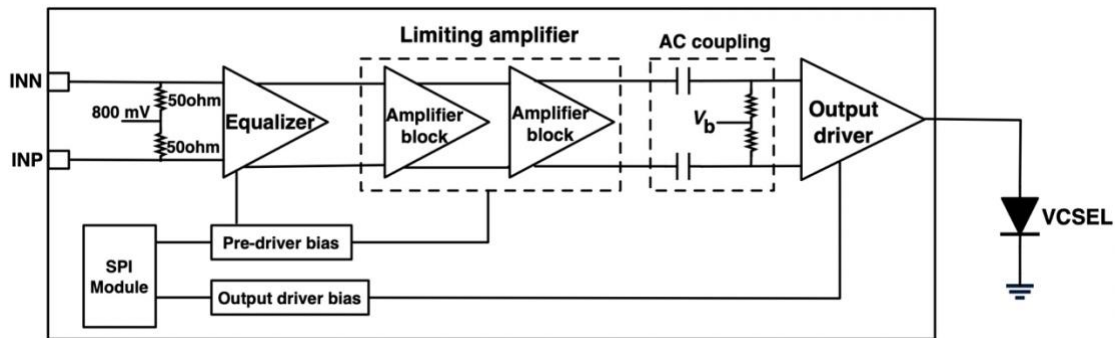 Limiting amplifier
AC coupling
INN
50ohm
800 mV
50ohm
INP
Equalizer
Amplifier
block
Amplifier
block
Vb
Output
driver
VCSEL
SPI
Module
Pre-driver bias
Output driver bias